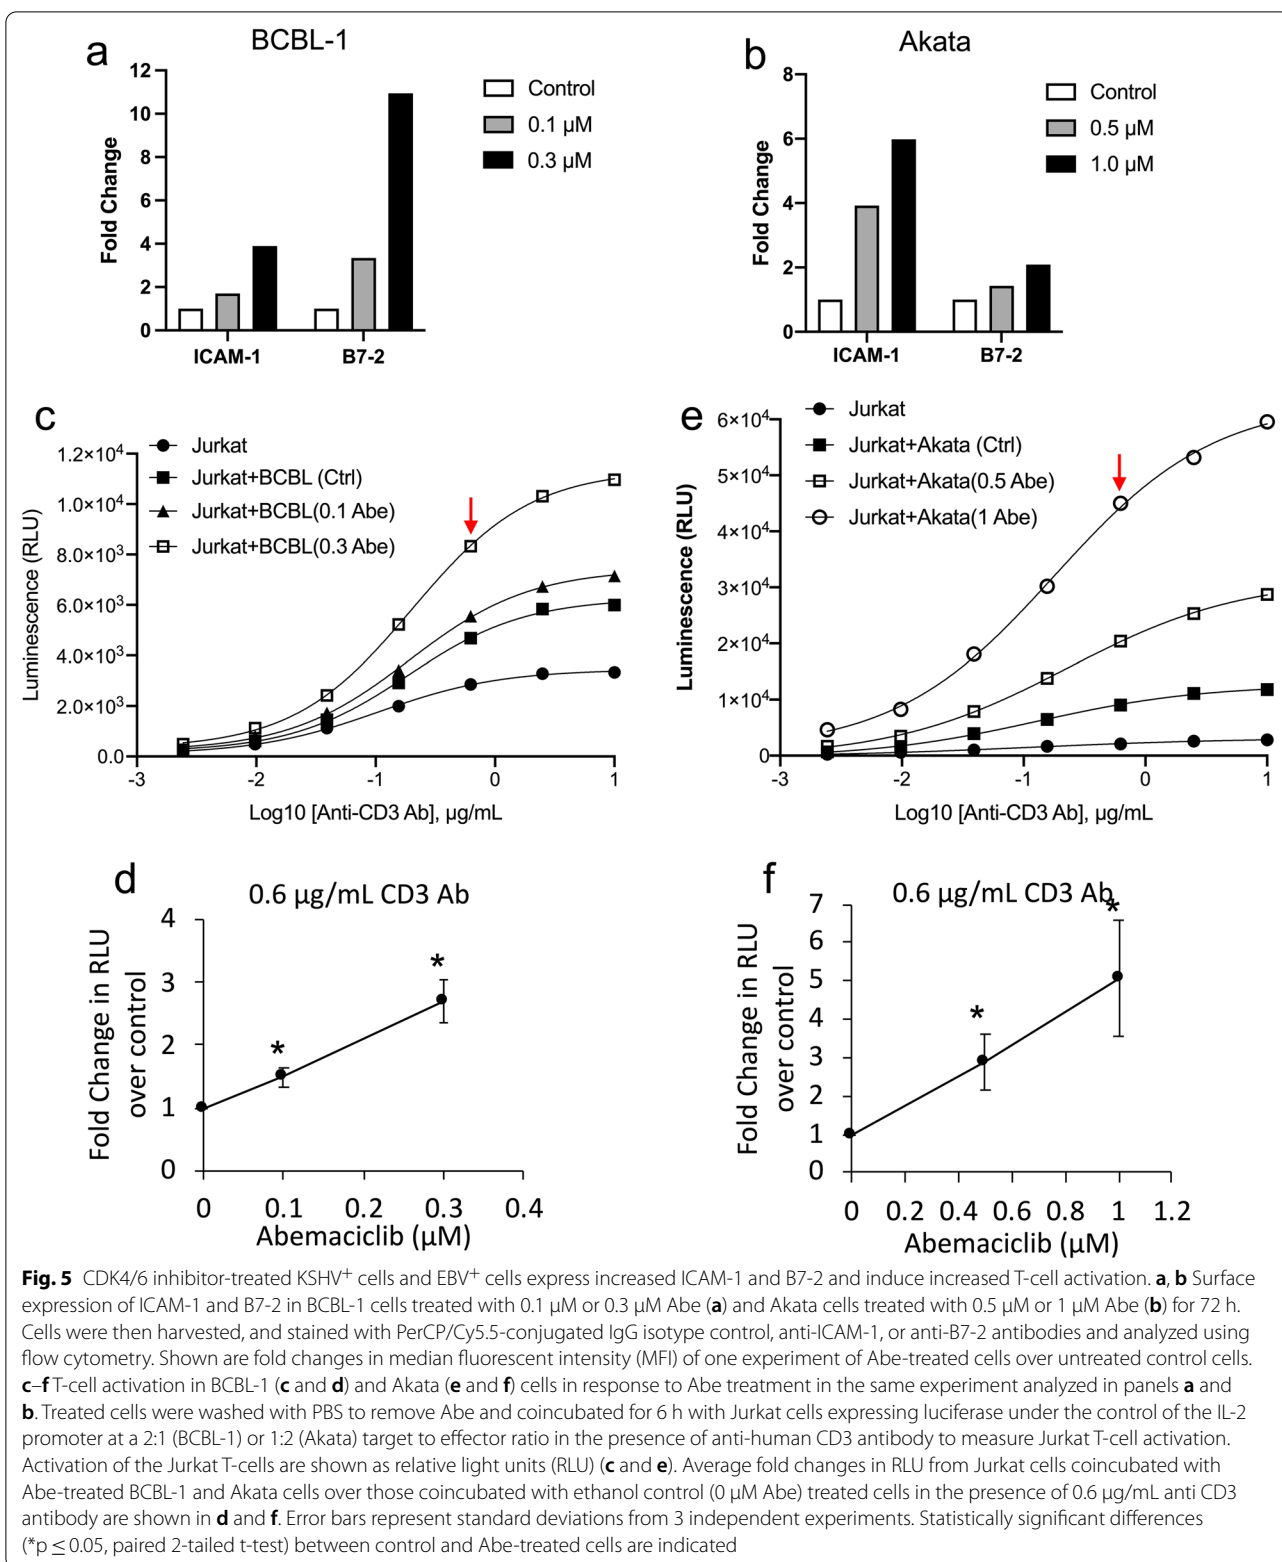 a
BCBL-1
12
10
8
6
4
2
0
Fold Change
ICAM-1
B7-2
Control
0.1 µM
0.3 µM
b
Akata
8
6
4
2
0
Fold Change
ICAM-1
B7-2
Control
0.5 µM
1.0 µM
c
Jurkat
Jurkat+BCBL (Ctrl)
Jurkat+BCBL(0.1 Abe)
Jurkat+BCBL(0.3 Abe)
1.2×10⁴
1.0×10⁴
8.0×10³
6.0×10³
4.0×10³
2.0×10³
0.0
Luminescence (RLU)
-3
-2
-1
0
1
Log10 [Anti-CD3 Ab], µg/mL
e
Jurkat
Jurkat+Akata (Ctrl)
Jurkat+Akata(0.5 Abe)
Jurkat+Akata(1 Abe)
6×10⁴
5×10⁴
4×10⁴
3×10⁴
2×10⁴
1×10⁴
0
Luminescence (RLU)
-3
-2
-1
0
1
Log10 [Anti-CD3 Ab], µg/mL
d
0.6 µg/mL CD3 Ab
4
3
2
1
0
Fold Change in RLU
over control
*
*
0
0.1
0.2
0.3
0.4
Abemaciclib (µM)
f
0.6 µg/mL CD3 Ab
7
6
5
4
3
2
1
0
Fold Change in RLU
over control
*
*
0
0.2
0.4
0.6
0.8
1
1.2
Abemaciclib (µM)
Fig. 5 CDK4/6 inhibitor-treated KSHV⁺ cells and EBV⁺ cells express increased ICAM-1 and B7-2 and induce increased T-cell activation. a, b Surface
expression of ICAM-1 and B7-2 in BCBL-1 cells treated with 0.1 µM or 0.3 µM Abe (a) and Akata cells treated with 0.5 µM or 1 µM Abe (b) for 72 h.
Cells were then harvested, and stained with PerCP/Cy5.5-conjugated IgG isotype control, anti-ICAM-1, or anti-B7-2 antibodies and analyzed using
flow cytometry. Shown are fold changes in median fluorescent intensity (MFI) of one experiment of Abe-treated cells over untreated control cells.
c–f T-cell activation in BCBL-1 (c and d) and Akata (e and f) cells in response to Abe treatment in the same experiment analyzed in panels a and
b. Treated cells were washed with PBS to remove Abe and coincubated for 6 h with Jurkat cells expressing luciferase under the control of the IL-2
promoter at a 2:1 (BCBL-1) or 1:2 (Akata) target to effector ratio in the presence of anti-human CD3 antibody to measure Jurkat T-cell activation.
Activation of the Jurkat T-cells are shown as relative light units (RLU) (c and e). Average fold changes in RLU from Jurkat cells coincubated with
Abe-treated BCBL-1 and Akata cells over those coincubated with ethanol control (0 µM Abe) treated cells in the presence of 0.6 µg/mL anti CD3
antibody are shown in d and f. Error bars represent standard deviations from 3 independent experiments. Statistically significant differences
(*p ≤ 0.05, paired 2-tailed t-test) between control and Abe-treated cells are indicated